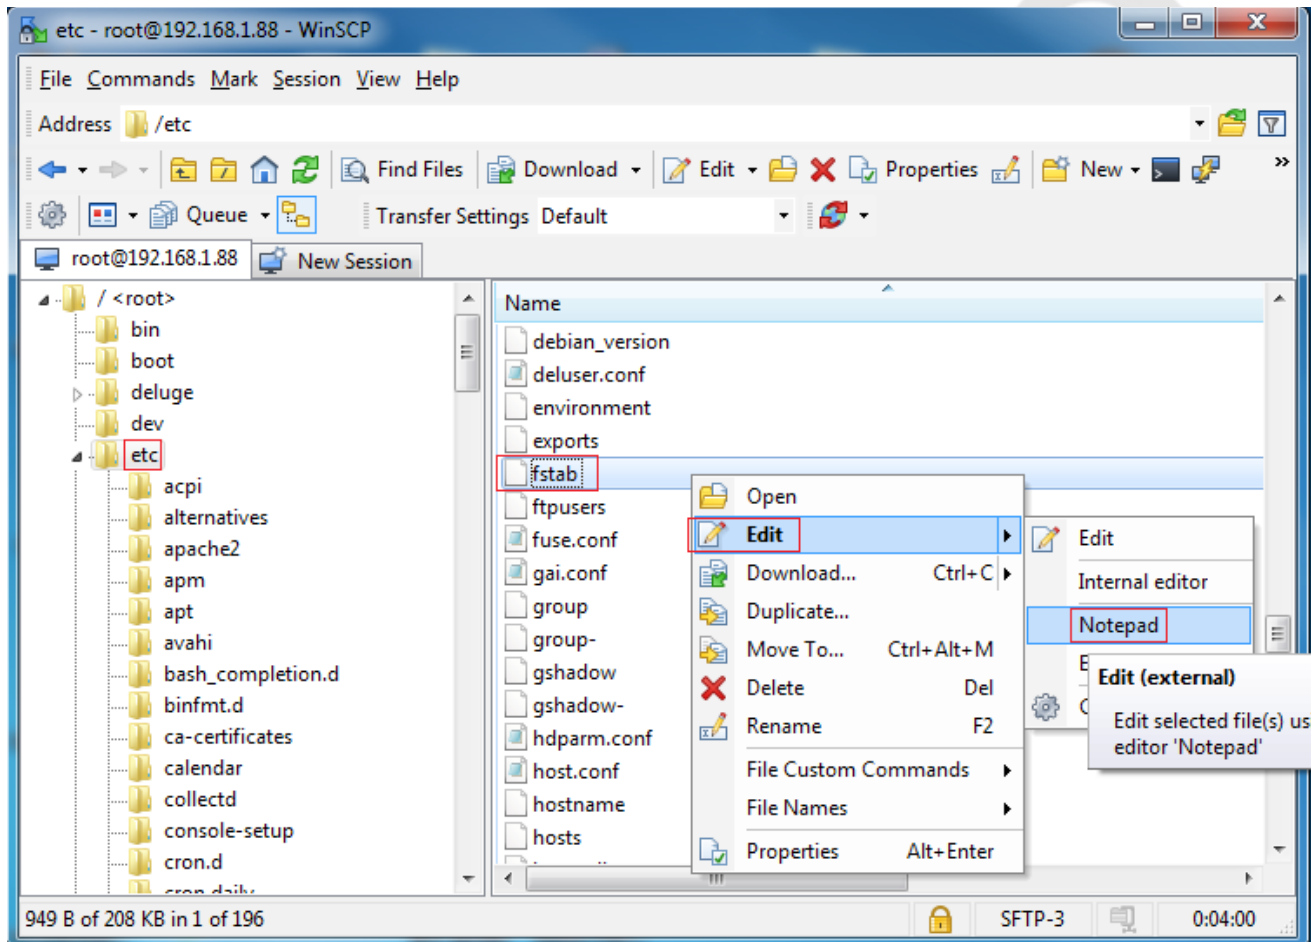 etc - root@192.168.1.88 - WinSCP
File Commands Mark Session View Help
Address /etc
Find Files Download Edit Properties New »
Queue Transfer Settings Default
root@192.168.1.88 New Session
/ <root>
bin
boot
deluge
dev
etc
acpi
alternatives
apache2
apm
apt
avahi
bash_completion.d
binfmt.d
ca-certificates
calendar
collectd
console-setup
cron.d
cron.daily
Name
debian_version
deluser.conf
environment
exports
fstab
ftpusers
fuse.conf
gai.conf
group
group-
gshadow
gshadow-
hdparm.conf
host.conf
hostname
hosts
Open
Edit
Download... Ctrl+C
Duplicate...
Move To... Ctrl+Alt+M
Delete Del
Rename F2
File Custom Commands
File Names
Properties Alt+Enter
Edit
Internal editor
Notepad
Edit (external)
Edit selected file(s) us
editor 'Notepad'
949 B of 208 KB in 1 of 196 SFTP-3 0:04:00